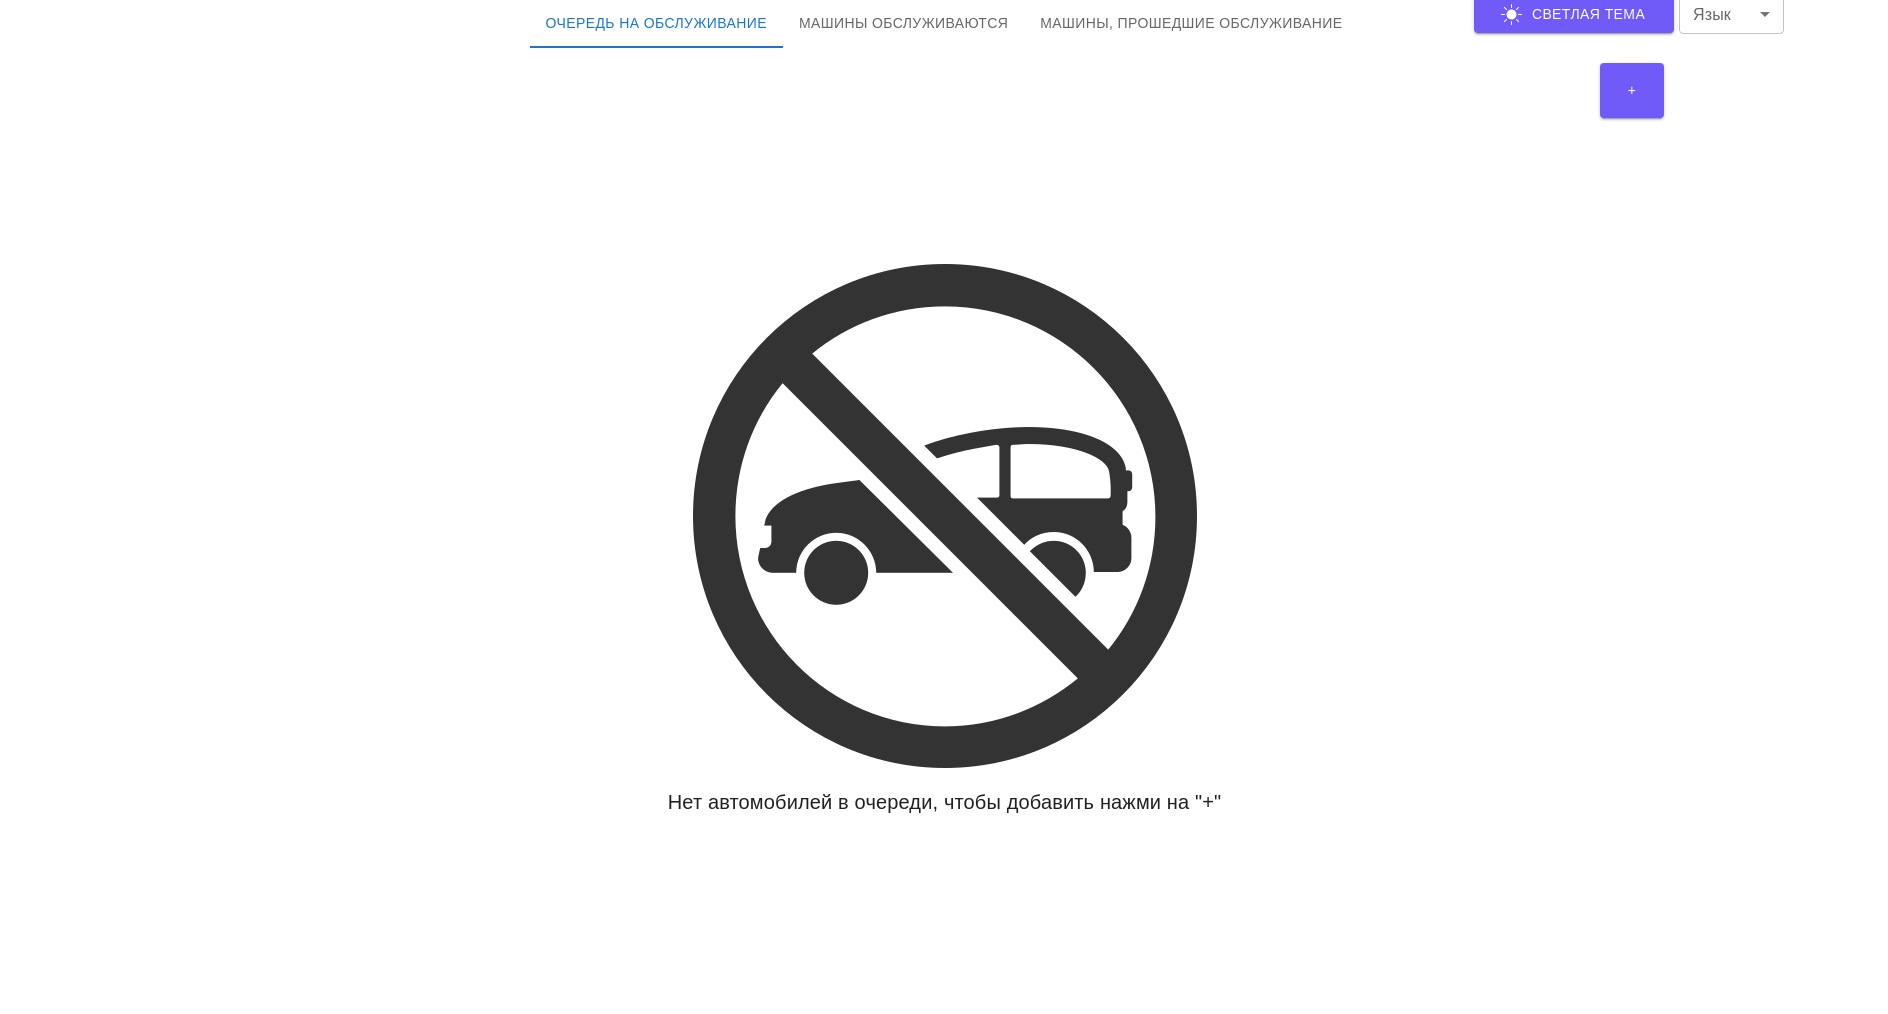 ОЧЕРЕДЬ НА ОБСЛУЖИВАНИЕ
МАШИНЫ ОБСЛУЖИВАЮТСЯ
МАШИНЫ, ПРОШЕДШИЕ ОБСЛУЖИВАНИЕ
СВЕТЛАЯ ТЕМА
Язык
+
Нет автомобилей в очереди, чтобы добавить нажми на "+"